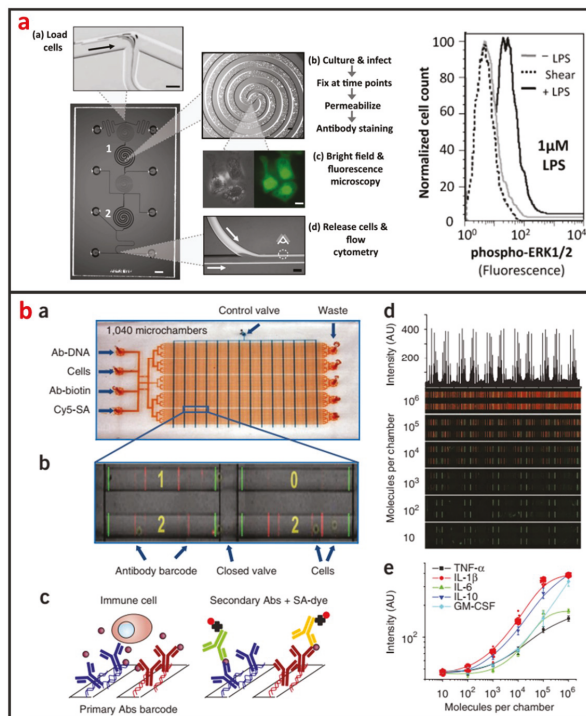 a
(a) Load
cells
1
2
(b) Culture & infect
Fix at time points
Permeabilize
Antibody staining
(c) Bright field &
fluorescence
microscopy
(d) Release cells &
flow
cytometry
Normalized cell count
100
80
60
40
20
0
− LPS
Shear
+ LPS
1μM
LPS
10⁰ 10¹ 10² 10³ 10⁴
phospho-ERK1/2
(Fluorescence)
b
a
Control valve
Waste
1,040 microchambers
Ab-DNA
Cells
Ab-biotin
Cy5-SA
b
1
0
2
2
Antibody barcode
Closed valve
Cells
c
Immune cell
Secondary Abs + SA-dye
Primary Abs barcode
d
Intensity (AU)
400
200
Molecules per chamber
10⁶
10⁵
10⁴
10³
10²
10
e
Intensity (AU)
10²
TNF-α
IL-1β
IL-6
IL-10
GM-CSF
10 10² 10³ 10⁴ 10⁵ 10⁶
Molecules per chamber